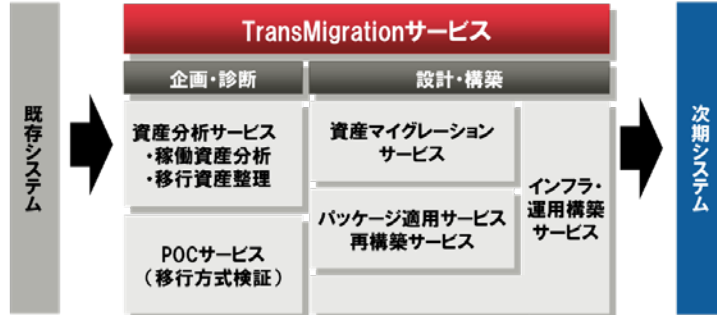 TransMigrationサービス
既存システム
企画・診断
設計・構築
資産分析サービス
・稼働資産分析
・移行資産整理
POCサービス
（移行方式検証）
資産マイグレーション
サービス
パッケージ適用サービス
再構築サービス
インフラ・
運用構築
サービス
次期システム